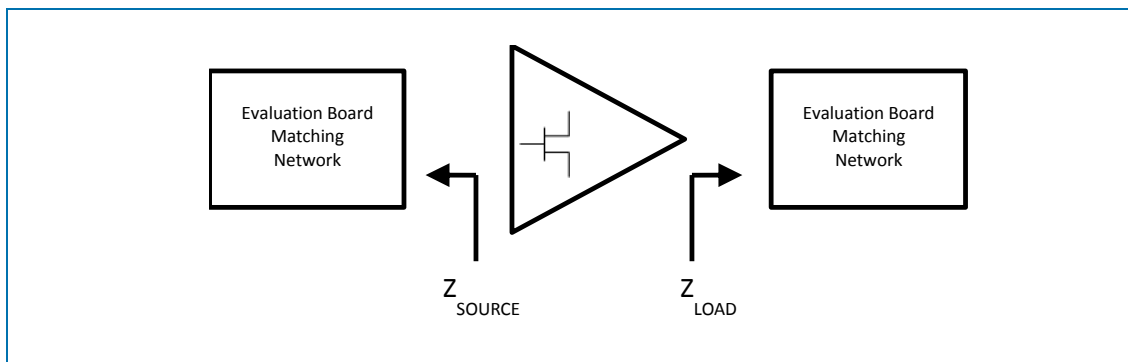 Evaluation Board
Matching
Network
Evaluation Board
Matching
Network
Z SOURCE
Z LOAD